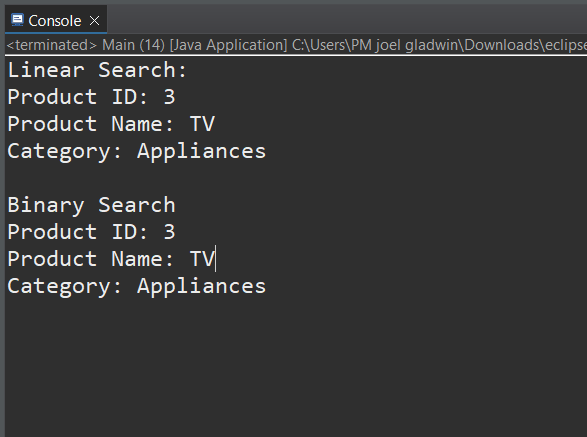 Console
<terminated> Main (14) [Java Application] C:\Users\PM joel gladwin\Downloads\eclipse
Linear Search:
Product ID: 3
Product Name: TV
Category: Appliances
Binary Search
Product ID: 3
Product Name: TV
Category: Appliances